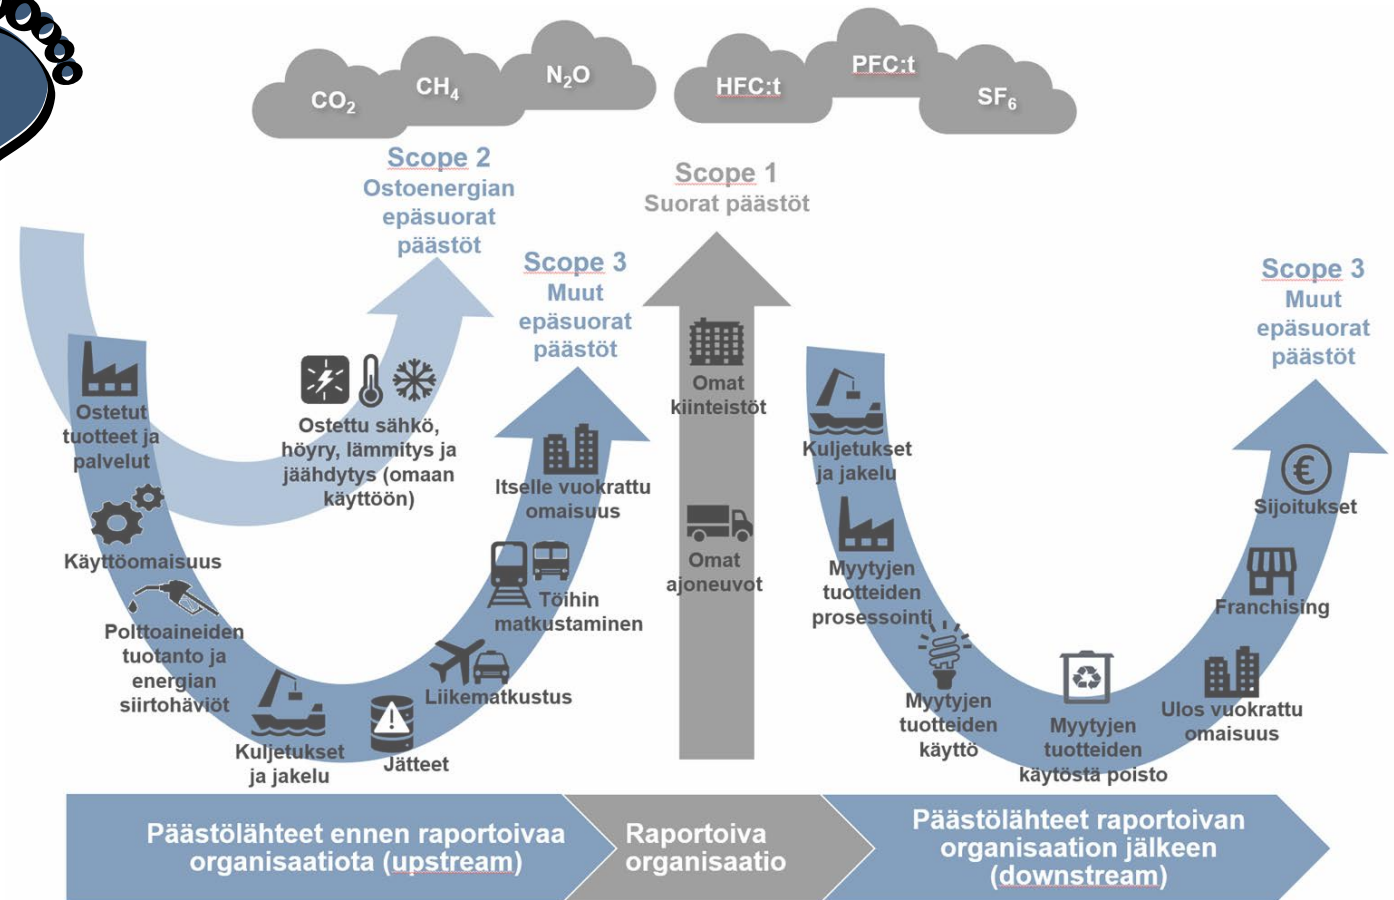 CO₂
CH₄
N₂O
HFC:t
PFC:t
SF₆
Scope 2
Ostoenergian
epäsuorat
päästöt
Scope 1
Suorat päästöt
Scope 3
Muut
epäsuorat
päästöt
Scope 3
Muut
epäsuorat
päästöt
Ostetut
tuotteet ja
palvelut
Käyttöomaisuus
Polttoaineiden
tuotanto ja
energian
siirtohäviöt
Kuljetukset
ja jakelu
Jätteet
Liikematkustus
Töihin
matkustaminen
Itselle vuokrattu
omaisuus
Ostettu sähkö,
höyry, lämmitys ja
jäähdytys (omaan
käyttöön)
Omat
kiinteistöt
Omat
ajoneuvot
Kuljetukset
ja jakelu
Myytyjen
tuotteiden
prosessointi
Myytyjen
tuotteiden
käyttö
Myytyjen
tuotteiden
käytöstä poisto
Ulos vuokrattu
omaisuus
Franchising
Sijoitukset
€
Päästölähteet ennen raportoivaa
organisaatiota (upstream)
Raportoiva
organisaatio
Päästölähteet raportoivan
organisaation jälkeen
(downstream)